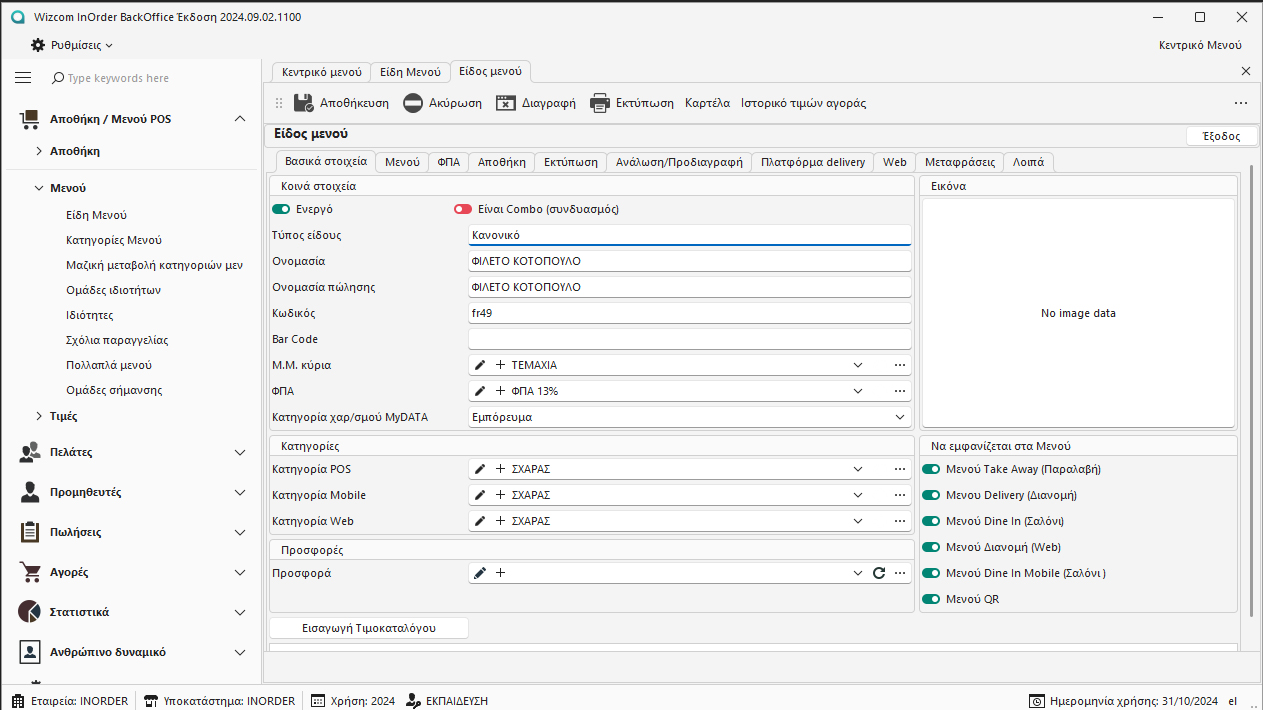 Wizcom InOrder BackOffice Έκδοση 2024.09.02.1100
Ρυθμίσεις
Κεντρικό Μενού
Type keywords here
Κεντρικό μενού Είδη Μενού Είδος μενού
Αποθήκευση Ακύρωση Διαγραφή Εκτύπωση Καρτέλα Ιστορικό τιμών αγοράς
Είδος μενού
Έξοδος
Αποθήκη / Μενού POS
Αποθήκη
Μενού
Είδη Μενού
Κατηγορίες Μενού
Μαζική μεταβολή κατηγοριών μεν
Ομάδες ιδιοτήτων
Ιδιότητες
Σχόλια παραγγελίας
Πολλαπλά μενού
Ομάδες σήμανσης
Τιμές
Πελάτες
Προμηθευτές
Πωλήσεις
Αγορές
Στατιστικά
Ανθρώπινο δυναμικό
Βασικά στοιχεία Μενού ΦΠΑ Αποθήκη Εκτύπωση Ανάλωση/Προδιαγραφή Πλατφόρμα delivery Web Μεταφράσεις Λοιπά
Κοινά στοιχεία
Ενεργό Είναι Combo (συνδυασμός)
Τύπος είδους Κανονικό
Ονομασία ΦΙΛΕΤΟ ΚΟΤΟΠΟΥΛΟ
Ονομασία πώλησης ΦΙΛΕΤΟ ΚΟΤΟΠΟΥΛΟ
Κωδικός fr49
Bar Code
Μ.Μ. κύρια ΤΕΜΑΧΙΑ
ΦΠΑ ΦΠΑ 13%
Κατηγορία χαρ/σμού MyDATA Εμπόρευμα
Εικόνα
No image data
Κατηγορίες
Κατηγορία POS ΣΧΑΡΑΣ
Κατηγορία Mobile ΣΧΑΡΑΣ
Κατηγορία Web ΣΧΑΡΑΣ
Προσφορές
Προσφορά
Εισαγωγή Τιμοκαταλόγου
Να εμφανίζεται στα Μενού
Μενού Take Away (Παραλαβή)
Μενου Delivery (Διανομή)
Μενού Dine In (Σαλόνι)
Μενού Διανομή (Web)
Μενού Dine In Mobile (Σαλόνι )
Μενού QR
Εταιρεία: INORDER Υποκατάστημα: INORDER Χρήση: 2024 ΕΚΠΑΙΔΕΥΣΗ Ημερομηνία χρήσης: 31/10/2024 el